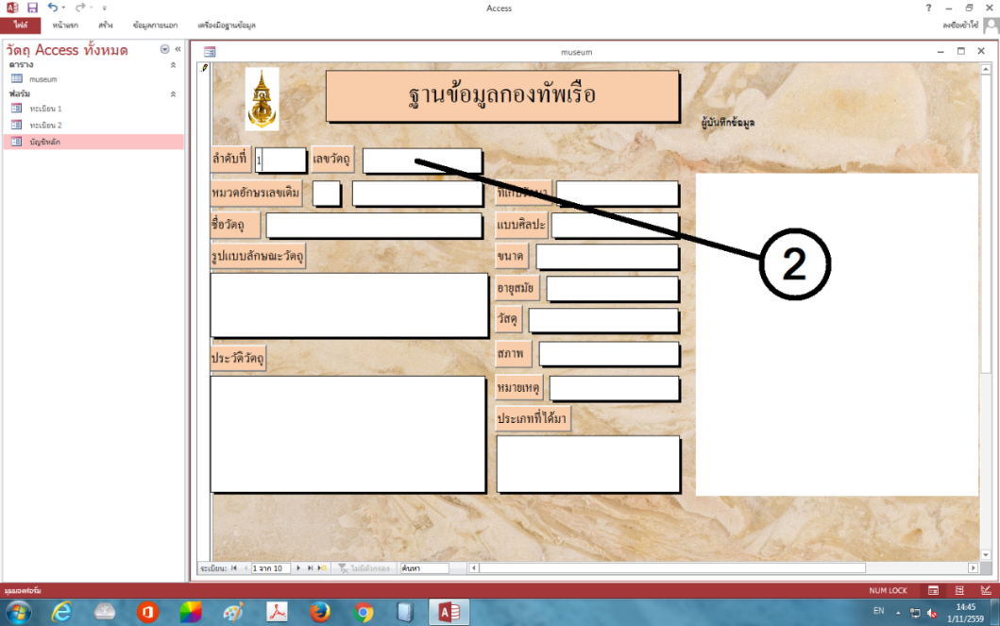 Access
ไฟล์ หน้าแรก สร้าง ข้อมูลภายนอก เครื่องมือฐานข้อมูล ลงชื่อเข้าใช้
วัตถุ Access ทั้งหมด
ตาราง
museum
ฟอร์ม
ทะเบียน 1
ทะเบียน 2
บัญชีหลัก
museum
ฐานข้อมูลกองทัพเรือ
ผู้บันทึกข้อมูล
ลำดับที่ 1 เลขวัตถุ
หมวดอักษรเลขเดิม
ชื่อวัตถุ แบบศิลปะ
รูปแบบลักษณะวัตถุ ขนาด
2
อายุสมัย
วัสดุ
ประวัติวัตถุ สภาพ
หมายเหตุ
ประเภทที่ได้มา
ระเบียน: 1 จาก 10 ไม่มีตัวกรอง ค้นหา
มุมมองฟอร์ม NUM LOCK
EN 14:45
1/11/2559